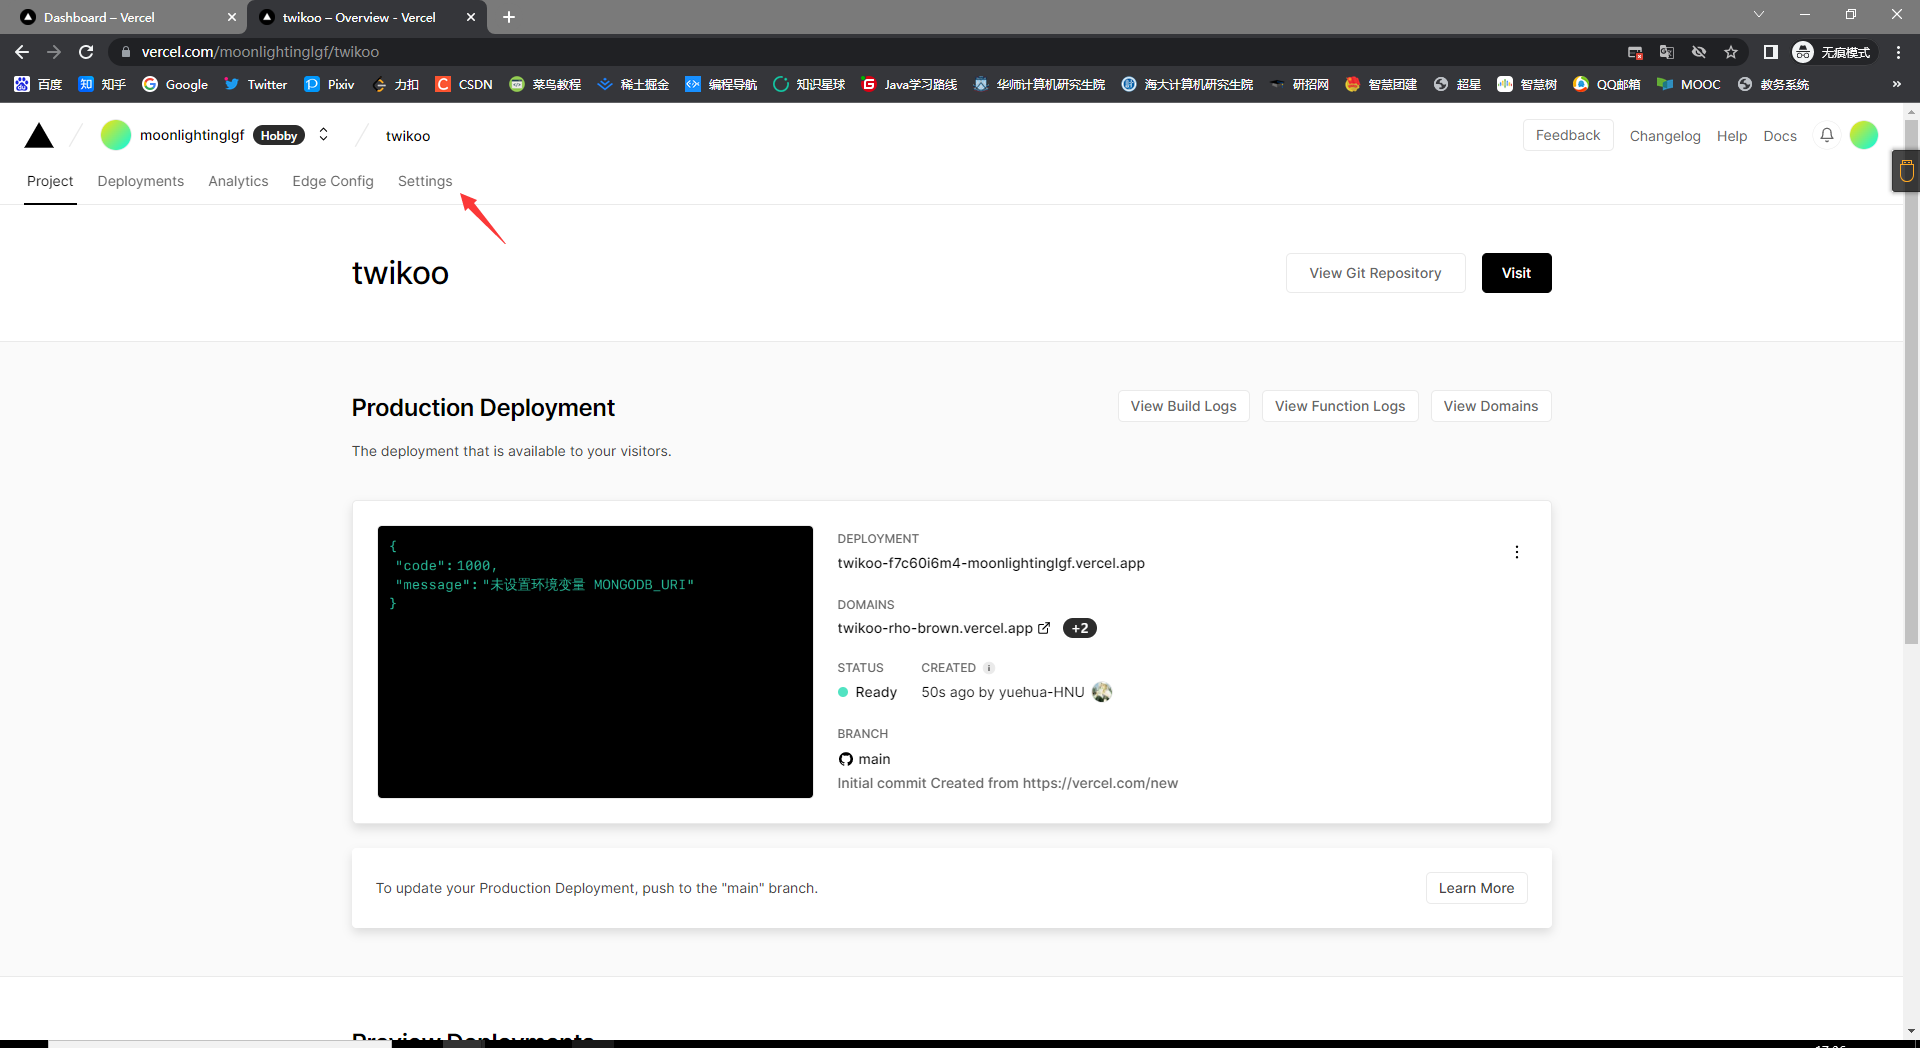 Dashboard – Vercel
twikoo – Overview - Vercel
vercel.com/moonlightinglgf/twikoo
无痕模式
百度 知乎 Google Twitter Pixiv 力扣 CSDN 菜鸟教程 稀土掘金 编程导航 知识星球 Java学习路线 华师计算机研究生院 海大计算机研究生院 研招网 智慧团建 超星 智慧树 QQ邮箱 MOOC 教务系统 »
moonlightinglgf Hobby twikoo
Feedback Changelog Help Docs
Project Deployments Analytics Edge Config Settings
twikoo
View Git Repository Visit
Production Deployment
View Build Logs View Function Logs View Domains
The deployment that is available to your visitors.
{
"code": 1000,
"message": "未设置环境变量 MONGODB_URI"
}
DEPLOYMENT
twikoo-f7c60i6m4-moonlightinglgf.vercel.app
DOMAINS
twikoo-rho-brown.vercel.app +2
STATUS CREATED
Ready 50s ago by yuehua-HNU
BRANCH
main
Initial commit Created from https://vercel.com/new
To update your Production Deployment, push to the "main" branch.
Learn More
Preview Deployments